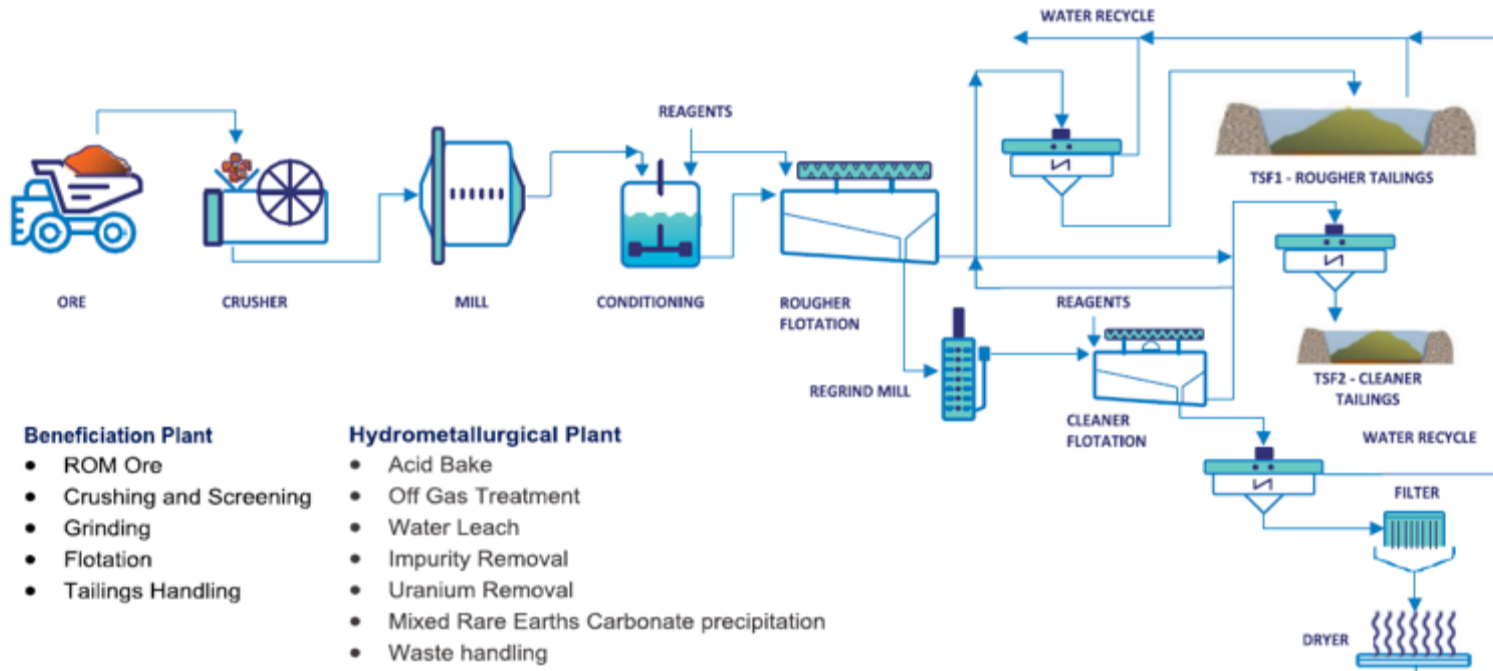 WATER RECYCLE
REAGENTS
TSF1 - ROUGHER TAILINGS
ORE
CRUSHER
MILL
CONDITIONING
ROUGHER
FLOTATION
REAGENTS
REGRIND MILL
CLEANER
FLOTATION
TSF2 - CLEANER
TAILINGS
WATER RECYCLE
FILTER
DRYER
Beneficiation Plant
• ROM Ore
• Crushing and Screening
• Grinding
• Flotation
• Tailings Handling
Hydrometallurgical Plant
• Acid Bake
• Off Gas Treatment
• Water Leach
• Impurity Removal
• Uranium Removal
• Mixed Rare Earths Carbonate precipitation
• Waste handling